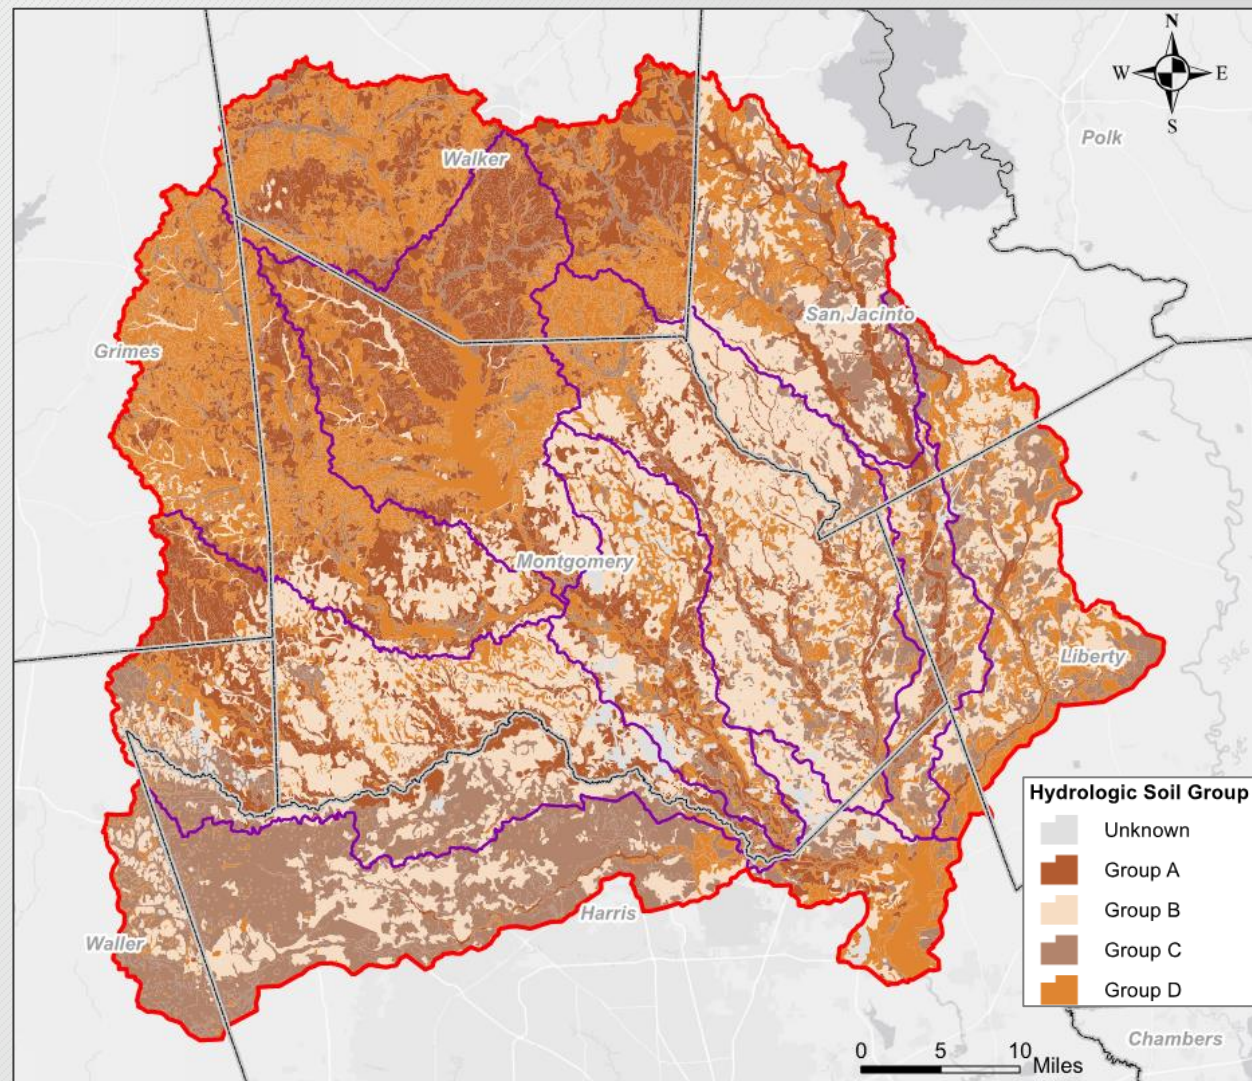 N
W E
S
Polk
Walker
San Jacinto
Grimes
Montgomery
Liberty
Hydrologic Soil Group
Unknown
Group A
Group B
Group C
Group D
Harris
Waller
Chambers
0 5 10 Miles